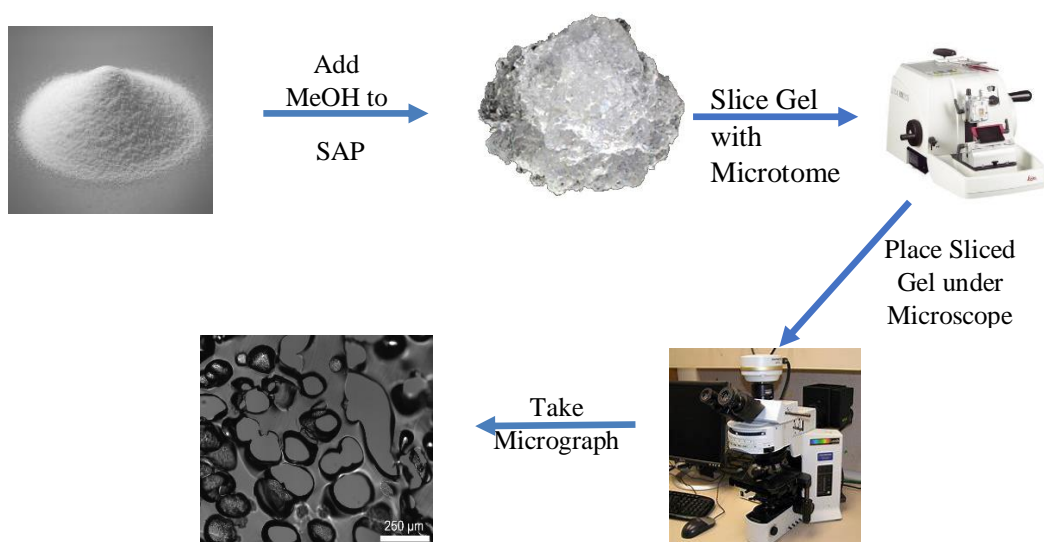 Add
MeOH to
SAP
Slice Gel
with
Microtome
Place Sliced
Gel under
Microscope
Take
Micrograph
250 µm